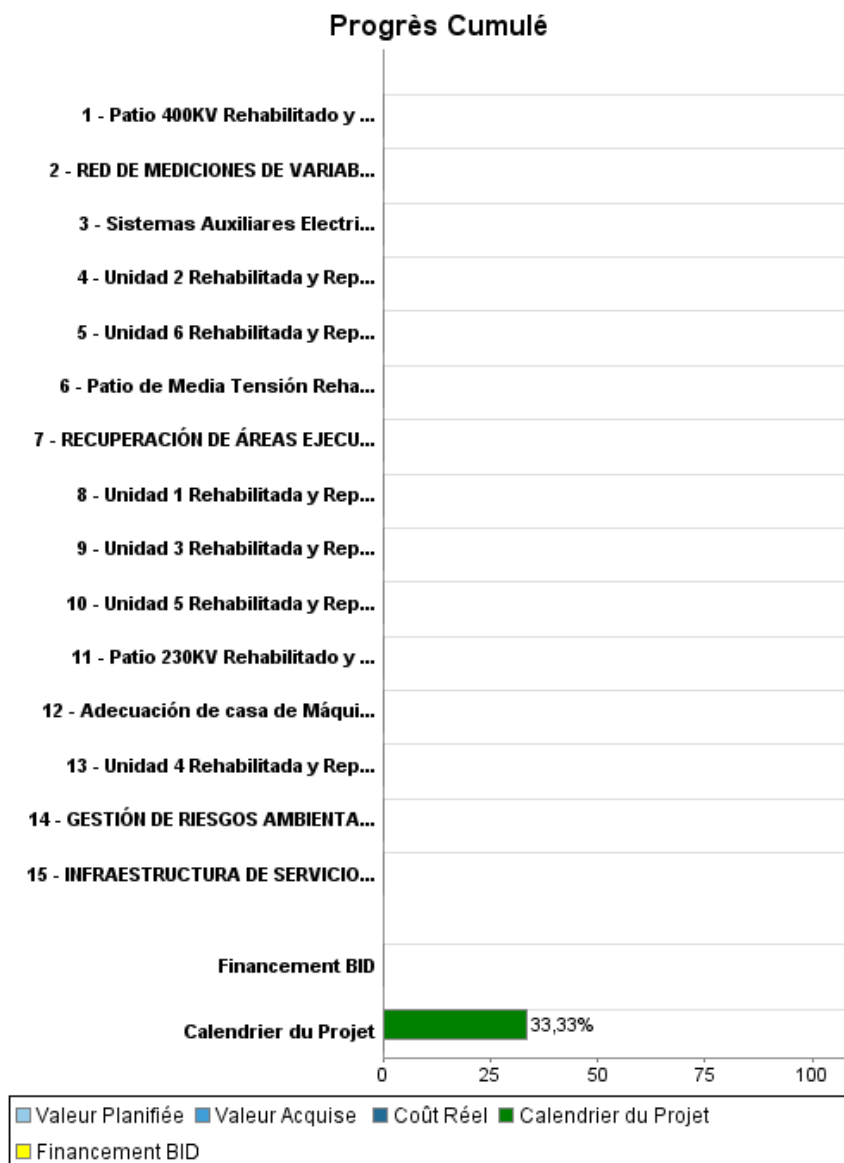 Progrès Cumulé
1 - Patio 400KV Rehabilitado y ...
2 - RED DE MEDICIONES DE VARIAB...
3 - Sistemas Auxiliares Electri...
4 - Unidad 2 Rehabilitada y Rep...
5 - Unidad 6 Rehabilitada y Rep...
6 - Patio de Media Tensión Reha...
7 - RECUPERACIÓN DE ÁREAS EJECU...
8 - Unidad 1 Rehabilitada y Rep...
9 - Unidad 3 Rehabilitada y Rep...
10 - Unidad 5 Rehabilitada y Rep...
11 - Patio 230KV Rehabilitado y ...
12 - Adecuación de casa de Máqui...
13 - Unidad 4 Rehabilitada y Rep...
14 - GESTIÓN DE RIESGOS AMBIENTA...
15 - INFRAESTRUCTURA DE SERVICIO...
Financement BID
Calendrier du Projet 33,33%
0 25 50 75 100
Valeur Planifiée Valeur Acquise Coût Réel Calendrier du Projet
Financement BID